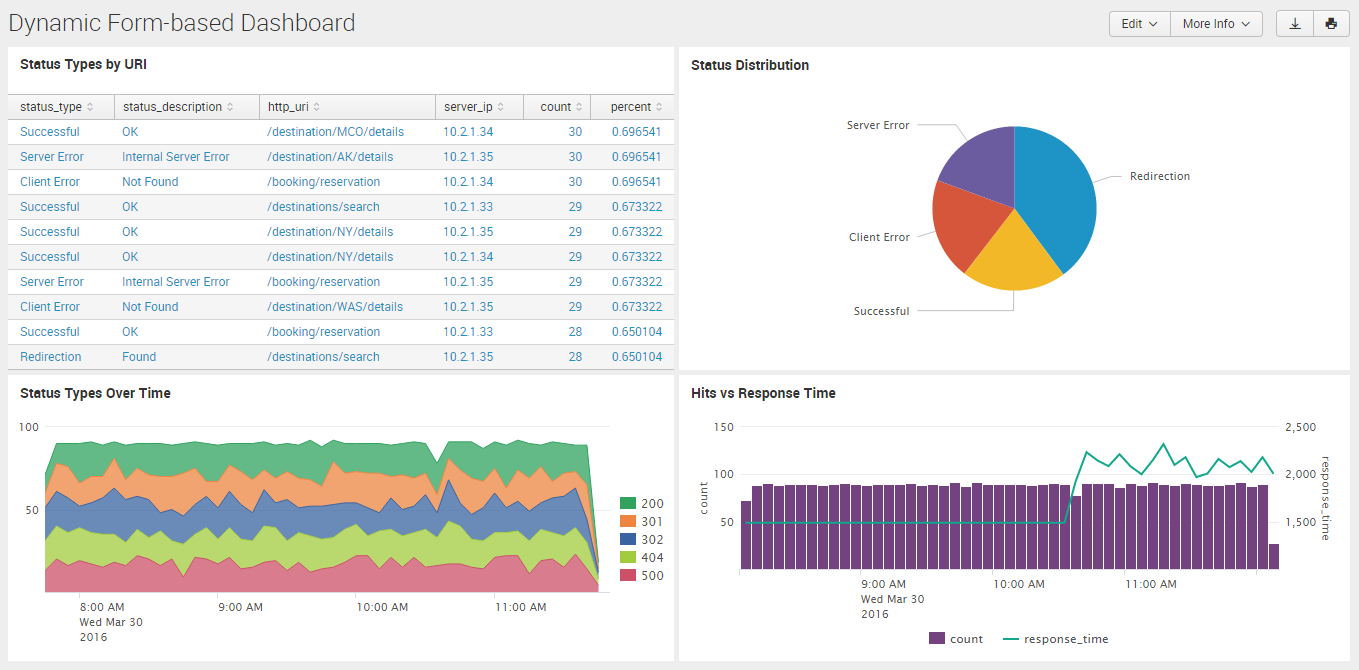 Dynamic Form-based Dashboard
Edit More Info
Status Types by URI
status_type status_description http_uri server_ip count percent
Successful OK /destination/MCO/details 10.2.1.34 30 0.696541
Server Error Internal Server Error /destination/AK/details 10.2.1.35 30 0.696541
Client Error Not Found /booking/reservation 10.2.1.34 30 0.696541
Successful OK /destinations/search 10.2.1.33 29 0.673322
Successful OK /destination/NY/details 10.2.1.35 29 0.673322
Successful OK /destination/NY/details 10.2.1.34 29 0.673322
Server Error Internal Server Error /booking/reservation 10.2.1.35 29 0.673322
Client Error Not Found /destination/WAS/details 10.2.1.35 29 0.673322
Successful OK /booking/reservation 10.2.1.33 28 0.650104
Redirection Found /destinations/search 10.2.1.35 28 0.650104
Status Distribution
Server Error
Redirection
Client Error
Successful
Status Types Over Time
100
50
200
301
302
404
500
8:00 AM 9:00 AM 10:00 AM 11:00 AM
Wed Mar 30
2016
Hits vs Response Time
150 2,500
100 2,000
50 1,500
count
response_time
9:00 AM 10:00 AM 11:00 AM
Wed Mar 30
2016
count response_time